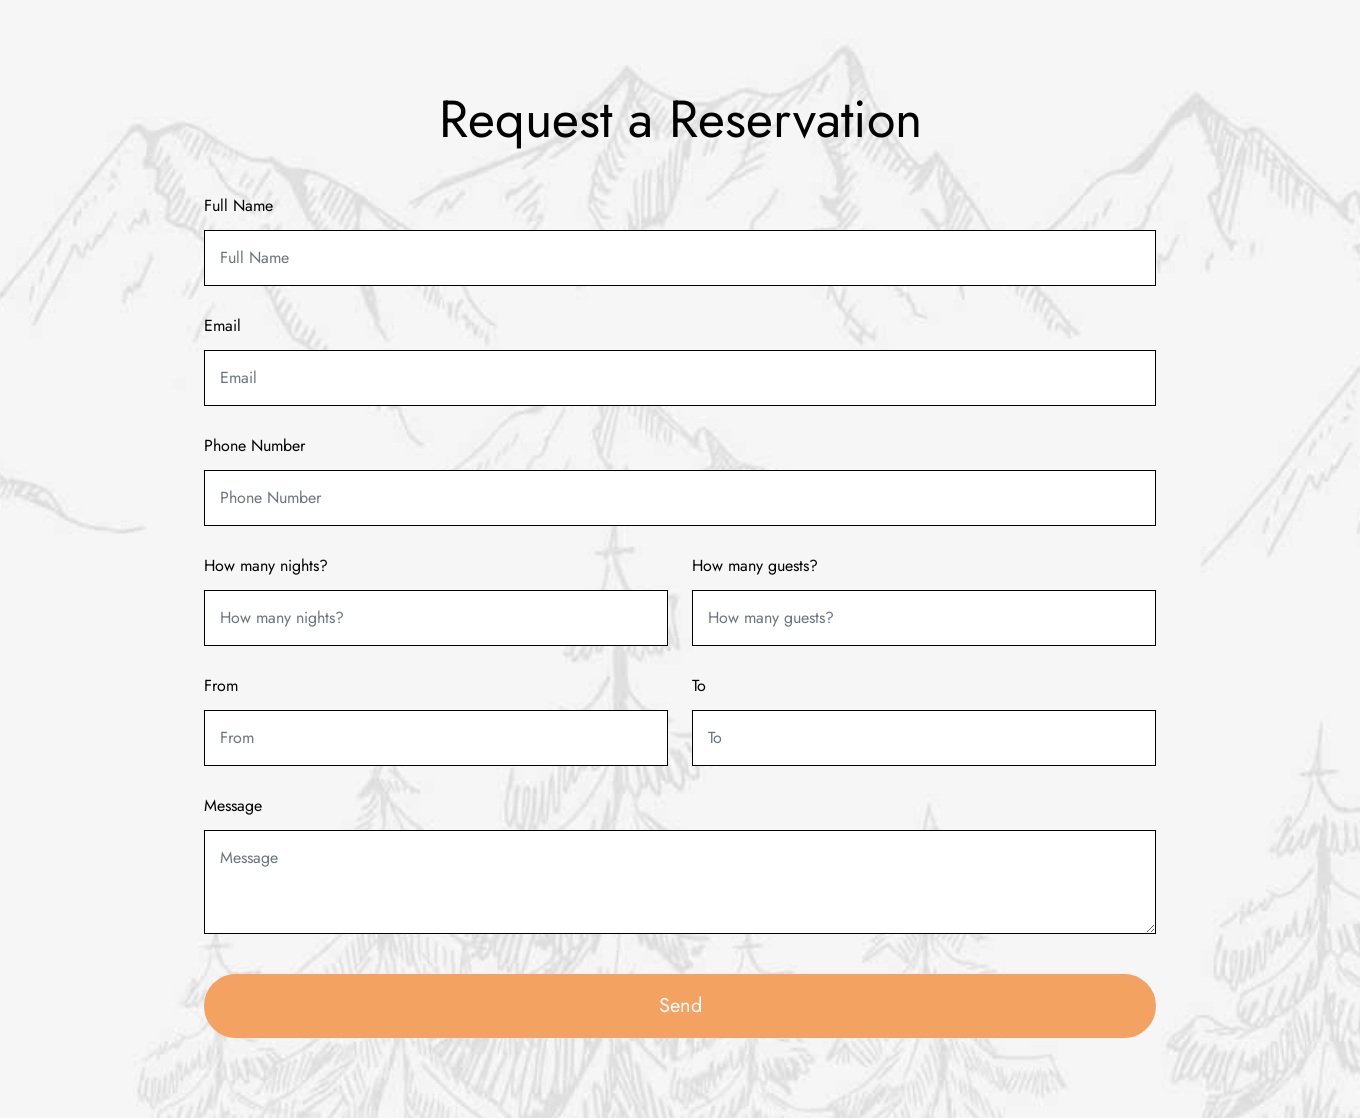 Request a Reservation
Full Name
Full Name
Email
Email
Phone Number
Phone Number
How many nights? How many guests?
How many nights? How many guests?
From To
From To
Message
Message
Send